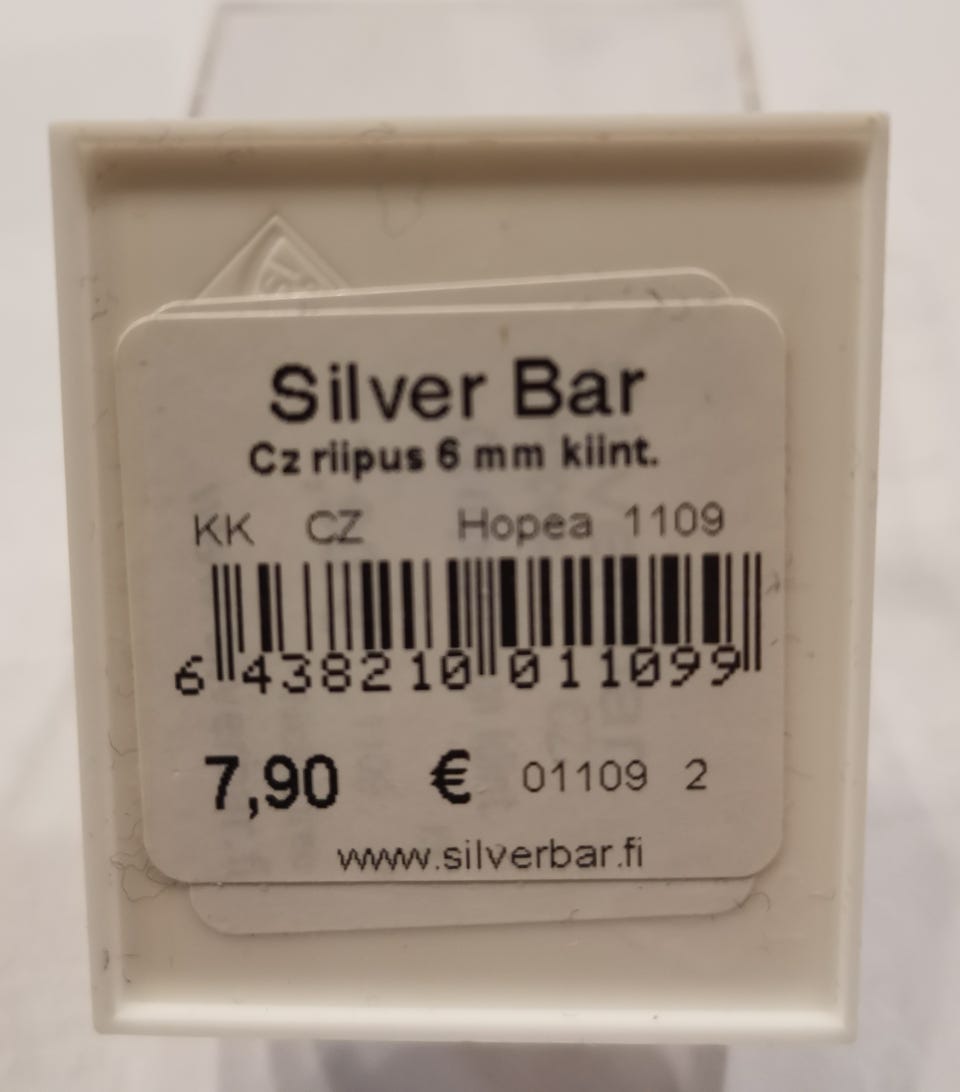 Silver Bar
Cz riipus 6 mm kiint.
KK CZ Hopea 1109
6 438210 011099
7,90 € 01109 2
www.silverbar.fi